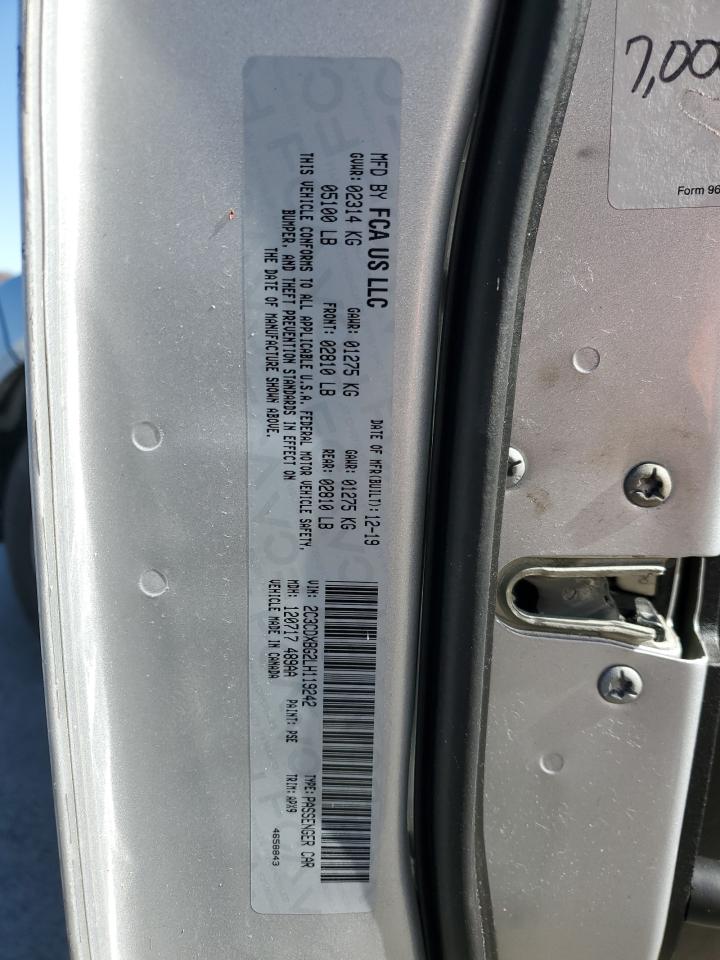 MFD BY FCA US LLC
DATE OF MFR(BUILT): 12-19
GVWR: 02314 KG
GAWR: 01275 KG
GAWR: 01275 KG
05100 LB
FRONT: 02810 LB
REAR: 02810 LB
THIS VEHICLE CONFORMS TO ALL APPLICABLE U.S.A. FEDERAL MOTOR VEHICLE SAFETY,
BUMPER, AND THEFT PREVENTION STANDARDS IN EFFECT ON
THE DATE OF MANUFACTURE SHOWN ABOVE.
VIN: 2C3CDXBG2LH119242
TYPE: PASSENGER CAR
MDH: 120717 489AA
PAINT: PSE
TRIM: APX9
VEHICLE MADE IN CANADA
4658843
7,00
Form 96